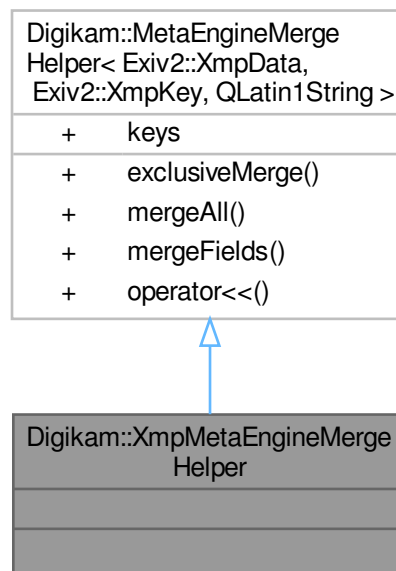 Digikam::MetaEngineMerge
Helper< Exiv2::XmpData,
 Exiv2::XmpKey, QLatin1String >
+ keys
+ exclusiveMerge()
+ mergeAll()
+ mergeFields()
+ operator<<()
Digikam::XmpMetaEngineMerge
Helper